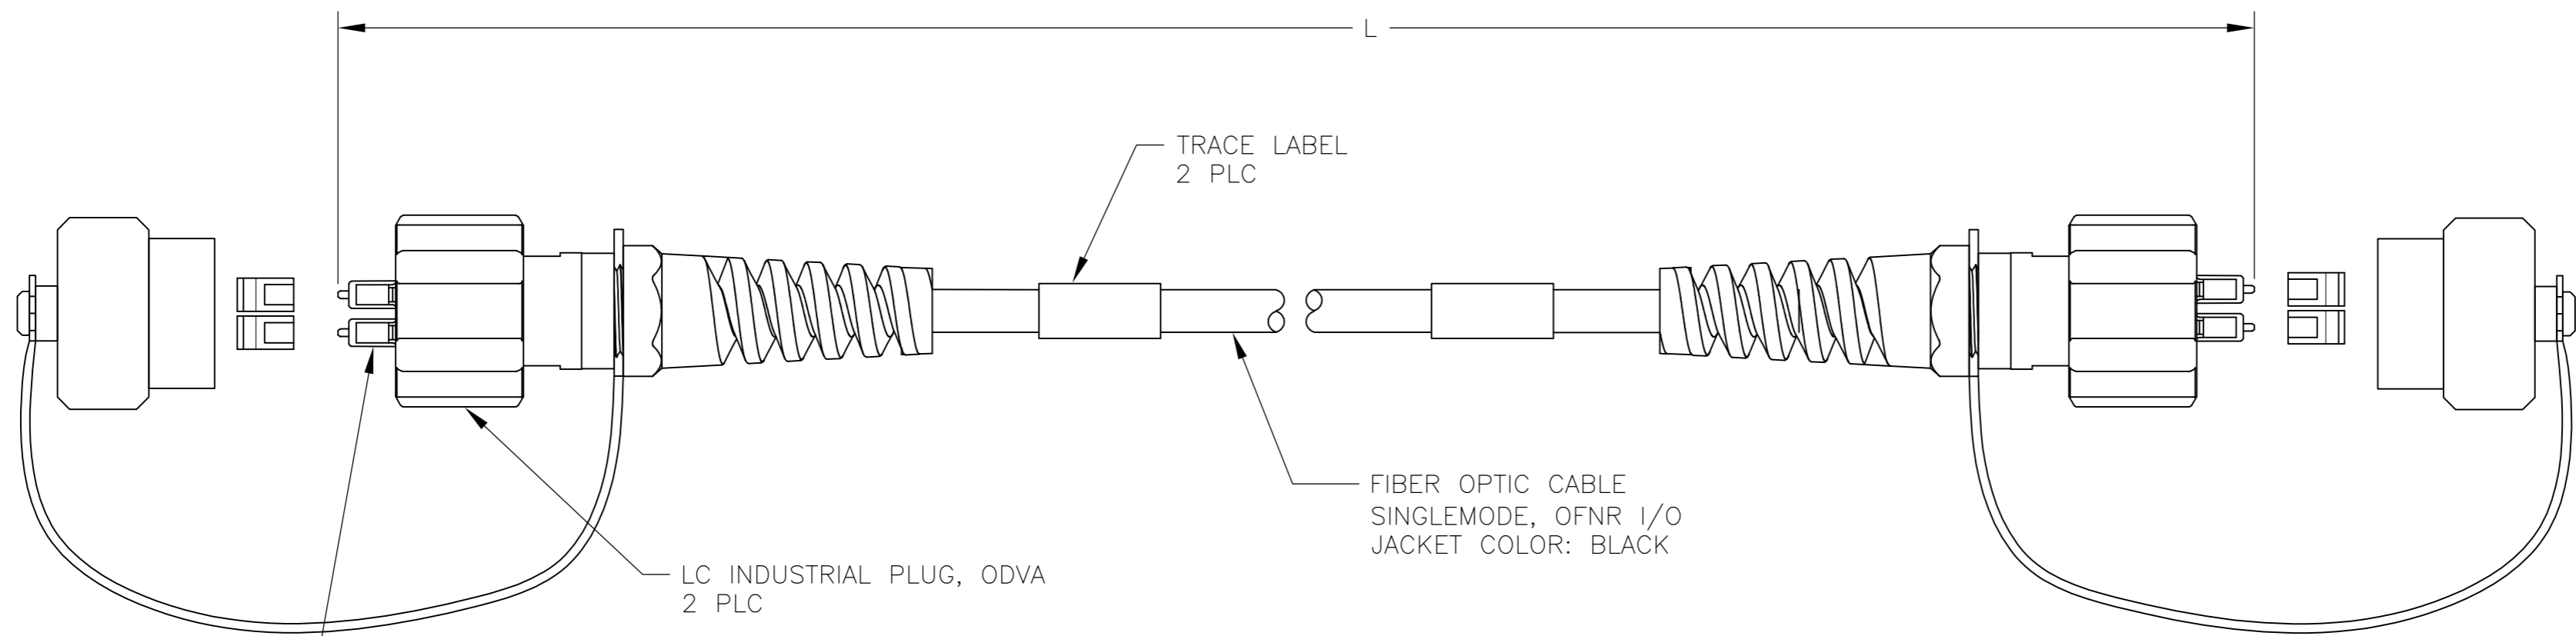 L
TRACE LABEL
2 PLC
FIBER OPTIC CABLE
SINGLEMODE, OFNR I/O
JACKET COLOR: BLACK
LC INDUSTRIAL PLUG, ODVA
2 PLC